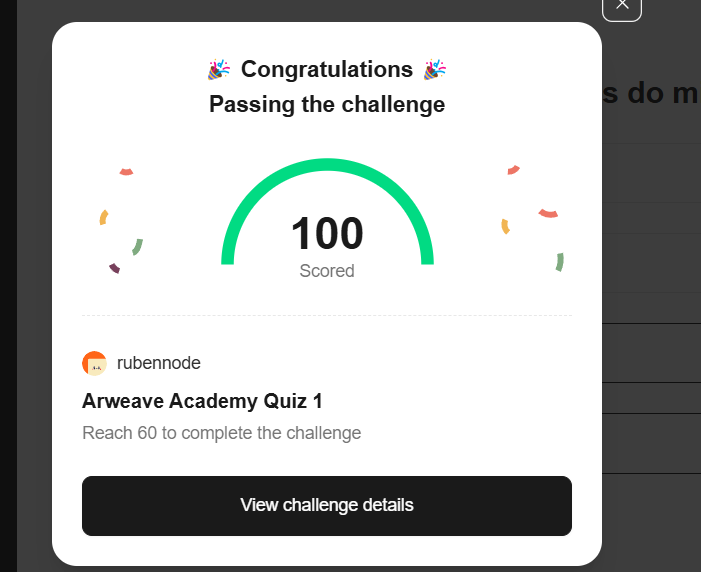 🎉 Congratulations 🎉
Passing the challenge
s do m
100
Scored
rubennode
Arweave Academy Quiz 1
Reach 60 to complete the challenge
View challenge details